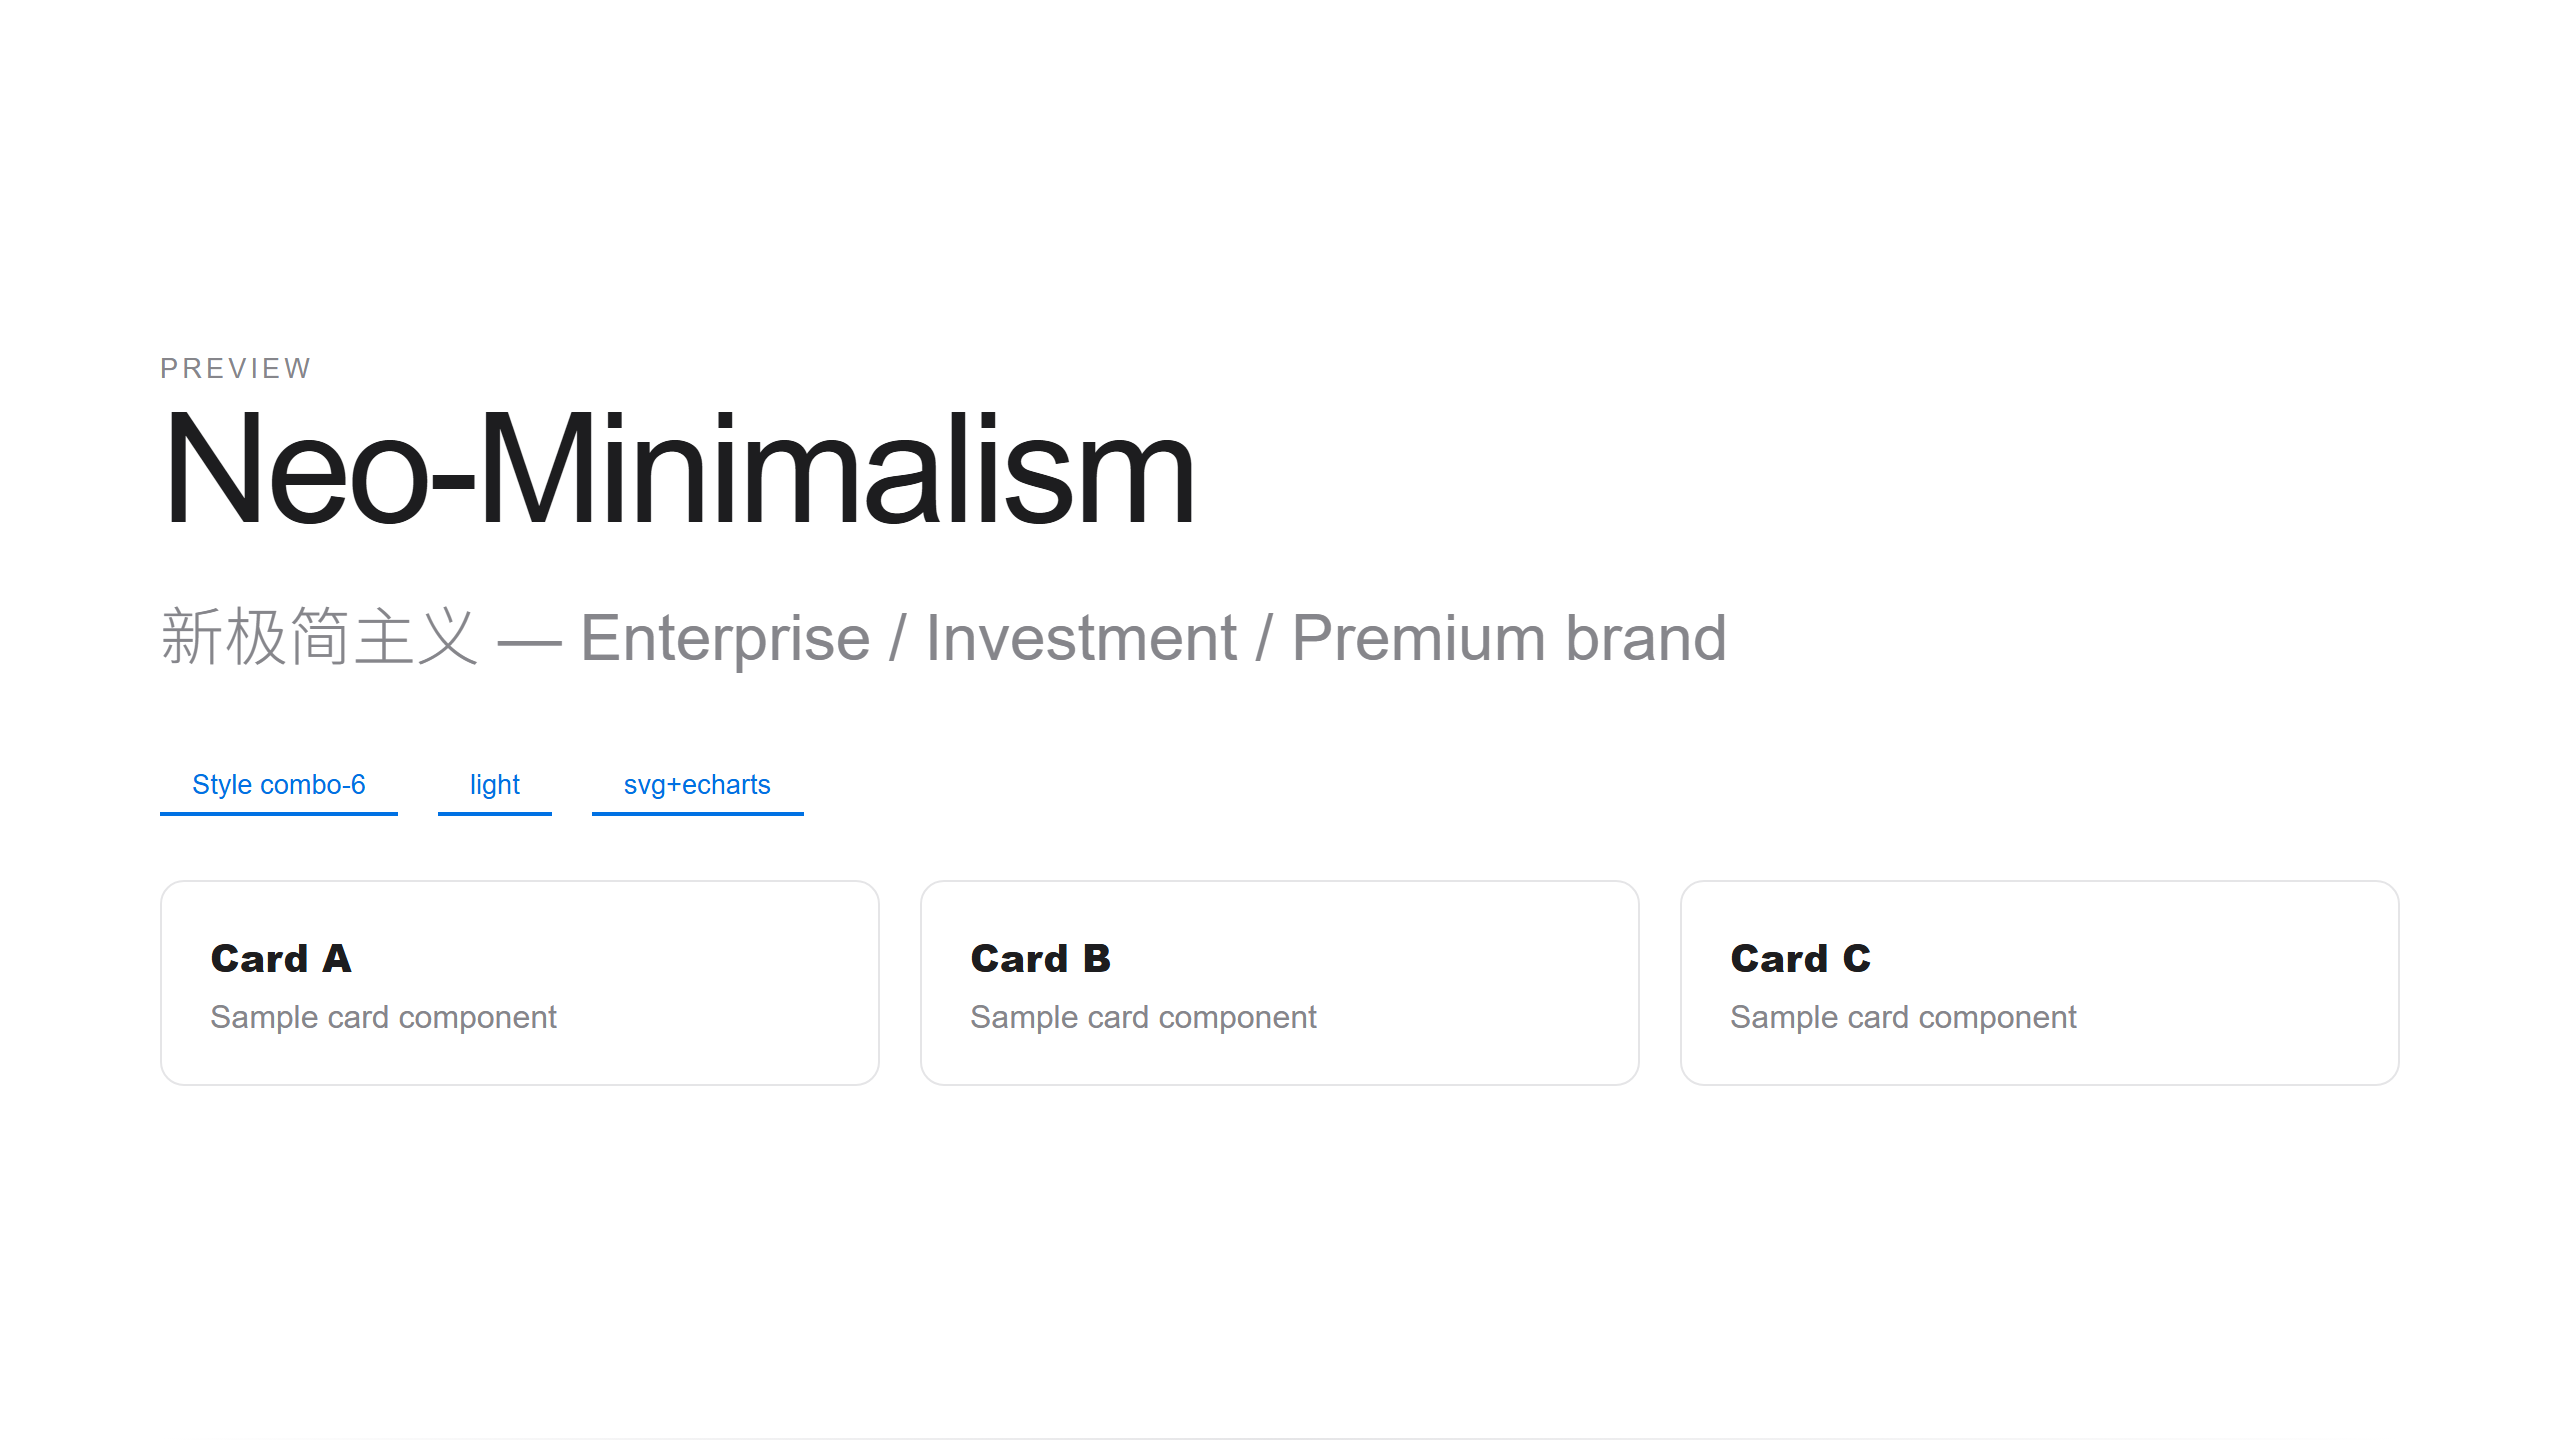 PREVIEW
Neo-Minimalism
新极简主义 — Enterprise / Investment / Premium brand
Style combo-6 light svg+echarts
Card A Card B Card C
Sample card component Sample card component Sample card component